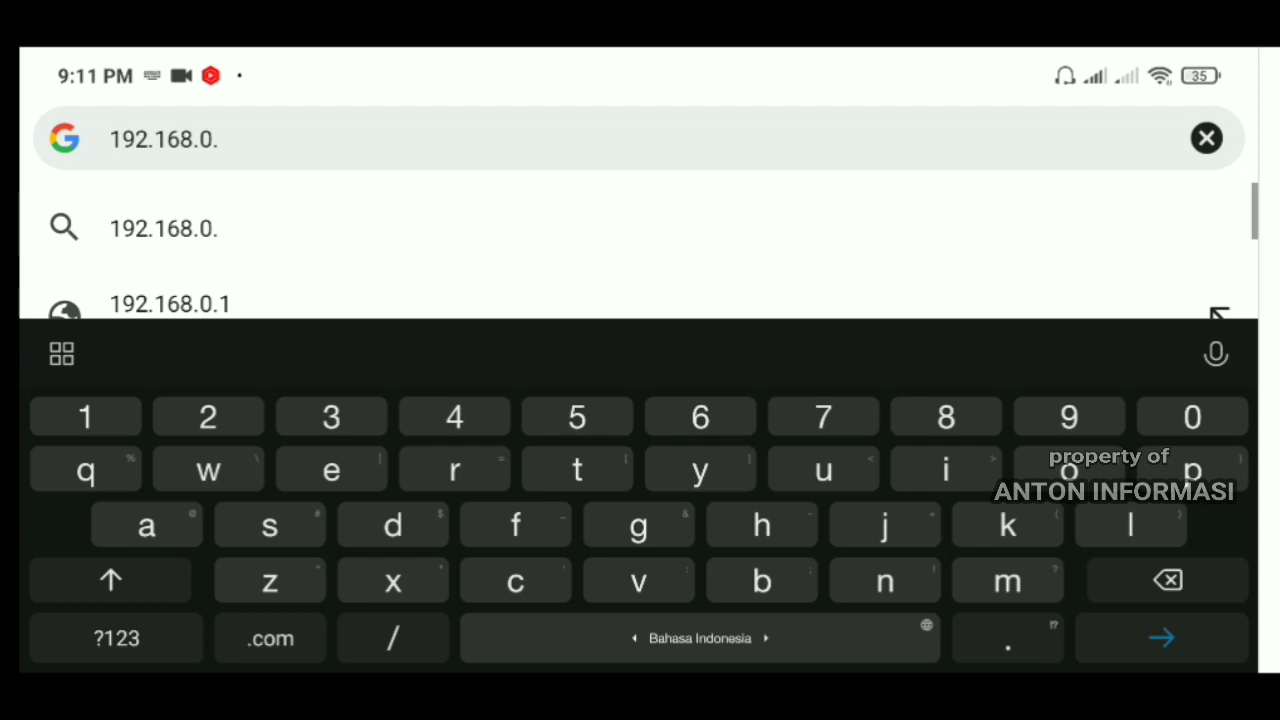 9:11 PM
35
192.168.0.
192.168.0.
192.168.0.1
1 2 3 4 5 6 7 8 9 0
q w e r t y u i o p
property of
ANTON INFORMASI
a s d f g h j k l
z x c v b n m
?123 .com / Bahasa Indonesia .